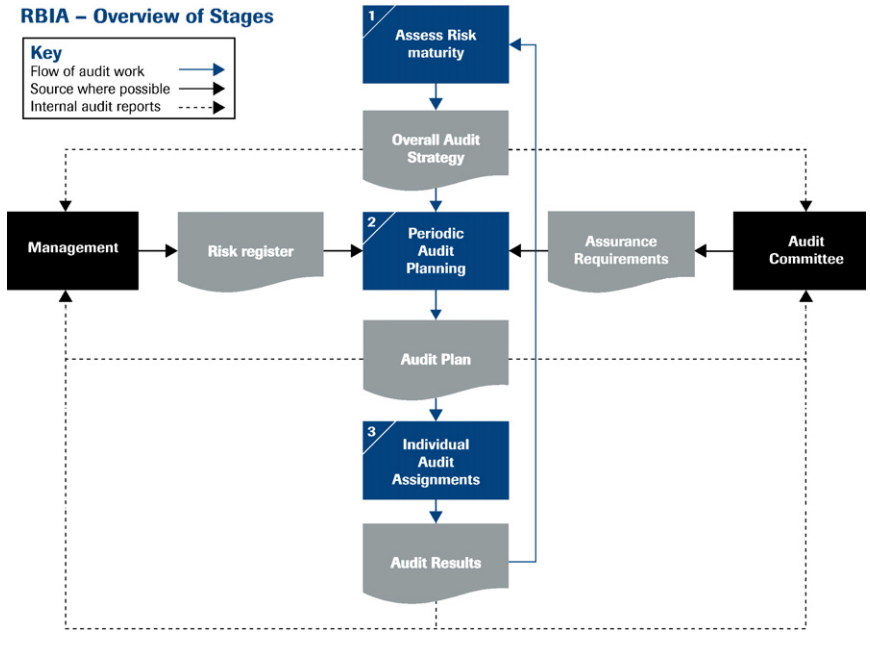 RBIA – Overview of Stages
Key
Flow of audit work
Source where possible
Internal audit reports
1
Assess Risk
maturity
Overall Audit
Strategy
Management
Risk register
2
Periodic
Audit
Planning
Assurance
Requirements
Audit
Committee
Audit Plan
3
Individual
Audit
Assignments
Audit Results